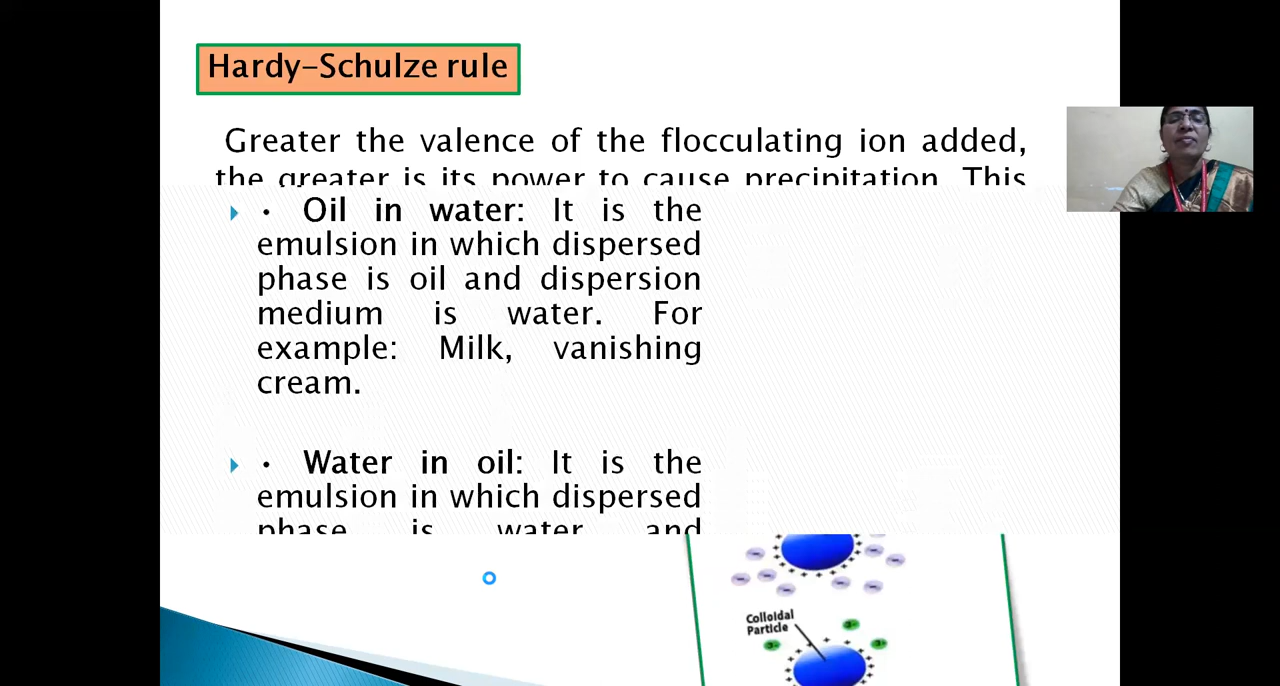 Hardy-Schulze rule
Greater the valence of the flocculating ion added,
the greater is its power to cause precipitation. This
• Oil in water: It is the
emulsion in which dispersed
phase is oil and dispersion
medium is water. For
example: Milk, vanishing
cream.
• Water in oil: It is the
emulsion in which dispersed
phase is water and
Colloidal
Particle